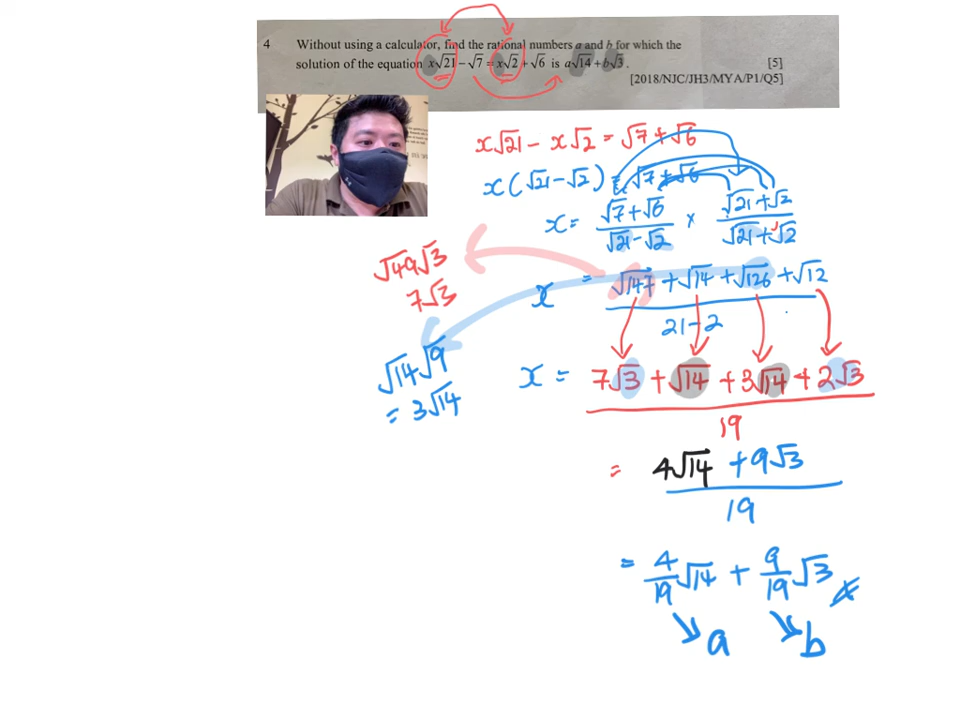 4 Without using a calculator, find the rational numbers a and b for which the
solution of the equation x√21 − √7 = x√2 + √6 is a√14 + b√3 .
[5]
[2018/NJC/JH3/MYA/P1/Q5]
x√21 − x√2 = √7 + √6
x(√21 − √2) = √7 + √6
x = (√7 + √6)/(√21 − √2) × (√21 + √2)/(√21 + √2)
√49√3
7√3
x = (√147 + √14 + √126 + √12)/(21 − 2)
√14√9
= 3√14
x = (7√3 + √14 + 3√14 + 2√3)/19
= (4√14 + 9√3)/19
= 4/19 √14 + 9/19 √3
a b